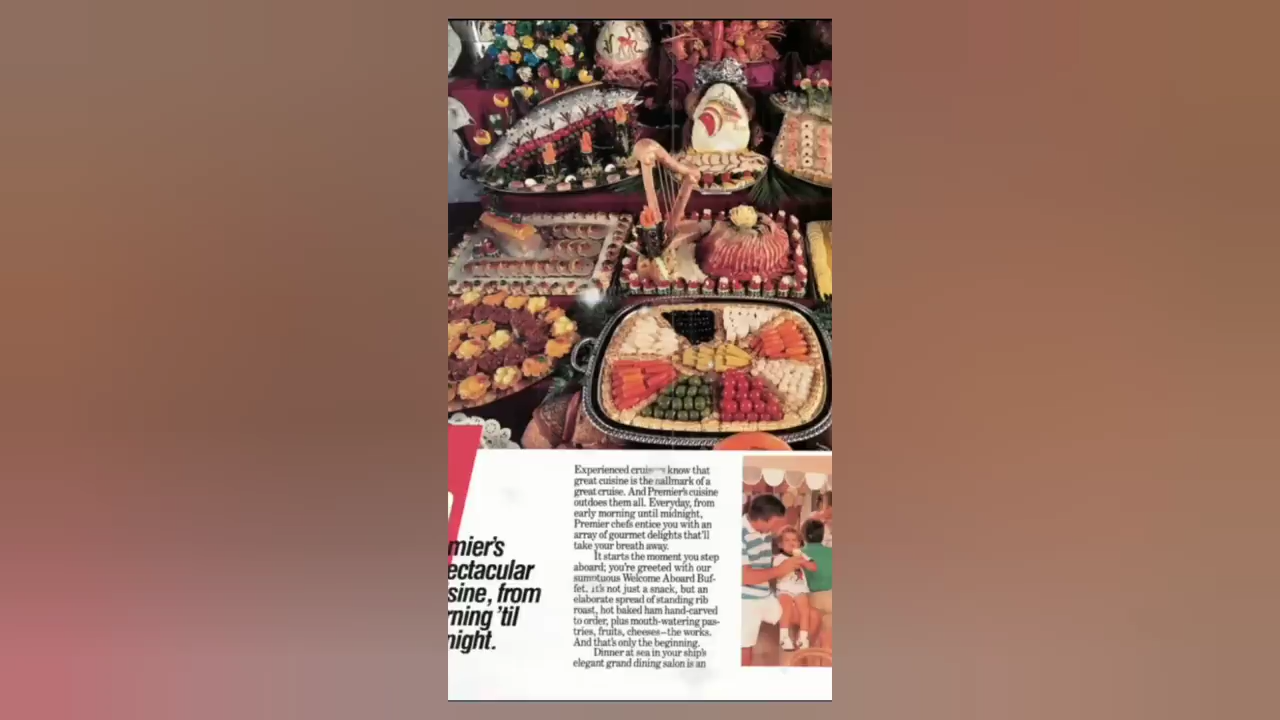 mier's
ectacular
sine, from
rning 'til
night.
Experienced cruisers know that
great cuisine is the hallmark of a
great cruise. And Premier's cuisine
outdoes them all. Everyday, from
early morning until midnight,
Premier chefs entice you with an
array of gourmet delights that'll
take your breath away.
It starts the moment you step
aboard; you're greeted with our
sumptuous Welcome Aboard Buf-
fet. It's not just a snack, but an
elaborate spread of standing rib
roast, hot baked ham hand-carved
to order, plus mouth-watering pas-
tries, fruits, cheeses—the works.
And that's only the beginning.
Dinner at sea in your ship's
elegant grand dining salon is an